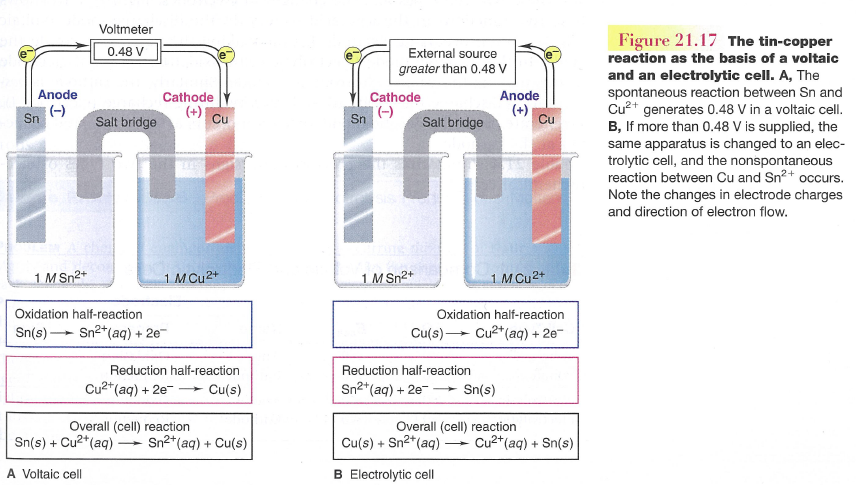 Voltmeter
e⁻
0.48 V
e⁻
Anode
(−)
Cathode
(+)
Sn
Salt bridge
Cu
1 M Sn²⁺
1 M Cu²⁺
Oxidation half-reaction
Sn(s) ⟶ Sn²⁺(aq) + 2e⁻
Reduction half-reaction
Cu²⁺(aq) + 2e⁻ ⟶ Cu(s)
Overall (cell) reaction
Sn(s) + Cu²⁺(aq) ⟶ Sn²⁺(aq) + Cu(s)
A Voltaic cell
e⁻
External source
greater than 0.48 V
e⁻
Cathode
(−)
Anode
(+)
Sn
Salt bridge
Cu
1 M Sn²⁺
1 M Cu²⁺
Oxidation half-reaction
Cu(s) ⟶ Cu²⁺(aq) + 2e⁻
Reduction half-reaction
Sn²⁺(aq) + 2e⁻ ⟶ Sn(s)
Overall (cell) reaction
Cu(s) + Sn²⁺(aq) ⟶ Cu²⁺(aq) + Sn(s)
B Electrolytic cell
Figure 21.17 The tin-copper
reaction as the basis of a voltaic
and an electrolytic cell. A, The
spontaneous reaction between Sn and
Cu²⁺ generates 0.48 V in a voltaic cell.
B, If more than 0.48 V is supplied, the
same apparatus is changed to an elec-
trolytic cell, and the nonspontaneous
reaction between Cu and Sn²⁺ occurs.
Note the changes in electrode charges
and direction of electron flow.